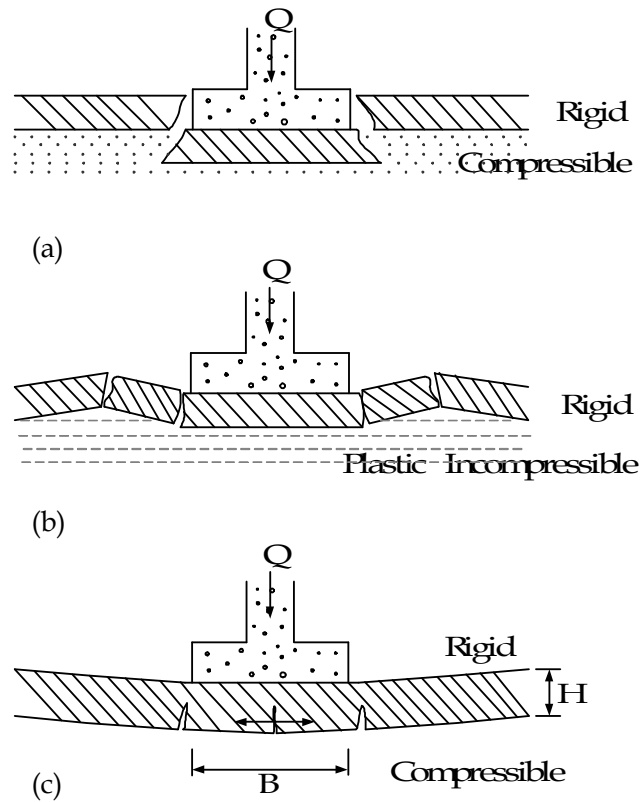 Q
Rigid
Compressible
(a)
Q
Rigid
Plastic Incompressible
(b)
Q
Rigid
H
B
Compressible
(c)